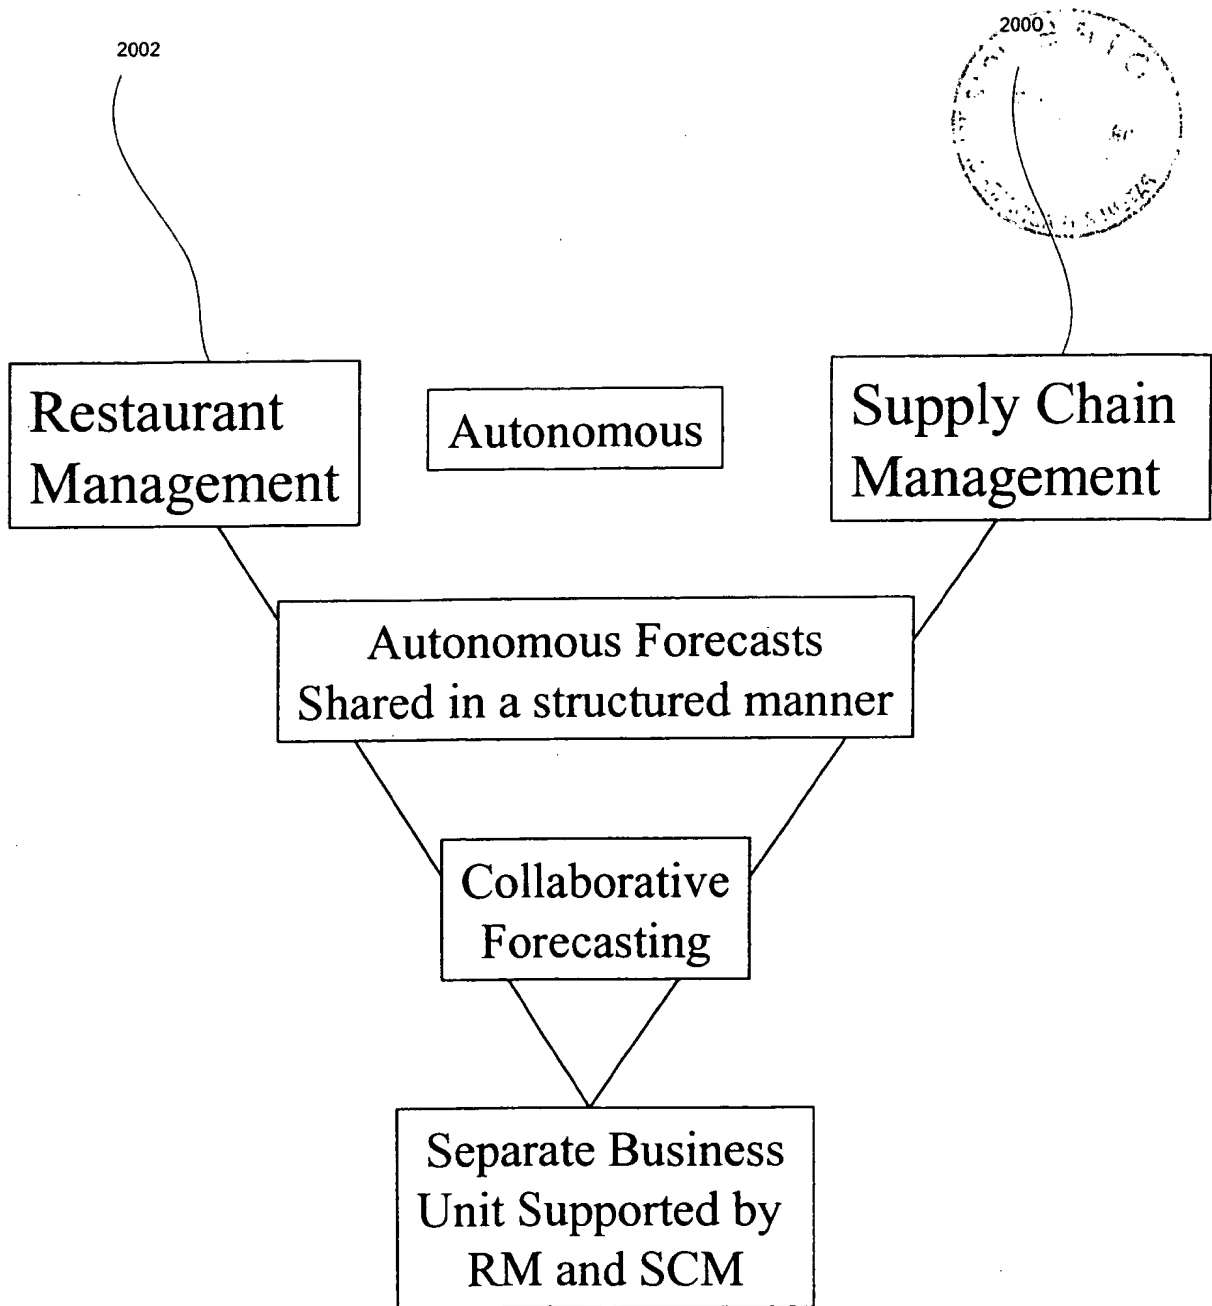 2002
2000
Restaurant
Management
Autonomous
Supply Chain
Management
Autonomous Forecasts
Shared in a structured manner
Collaborative
Forecasting
Separate Business
Unit Supported by
RM and SCM